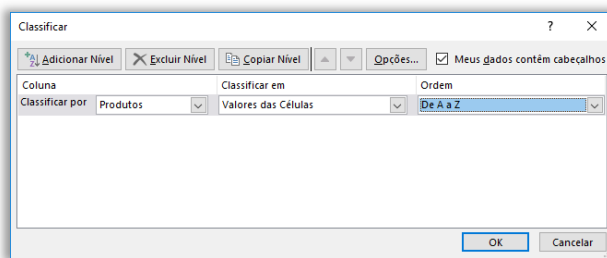 Classificar ? X
Adicionar Nível Excluir Nível Copiar Nível Opções... Meus dados contêm cabeçalhos
Coluna Classificar em Ordem
Classificar por Produtos Valores das Células De A a Z
OK Cancelar